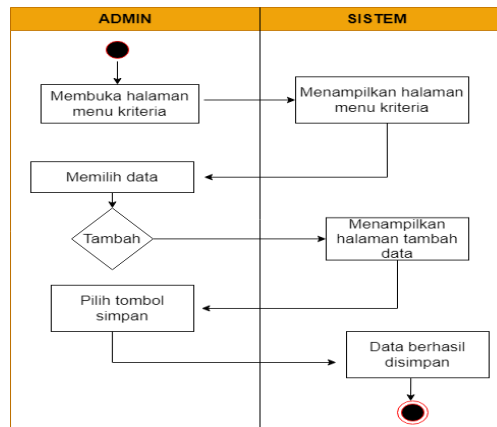 ADMIN
SISTEM
Membuka halaman
menu kriteria
Menampilkan halaman
menu kriteria
Memilih data
Tambah
Menampilkan
halaman tambah
data
Pilih tombol
simpan
Data berhasil
disimpan